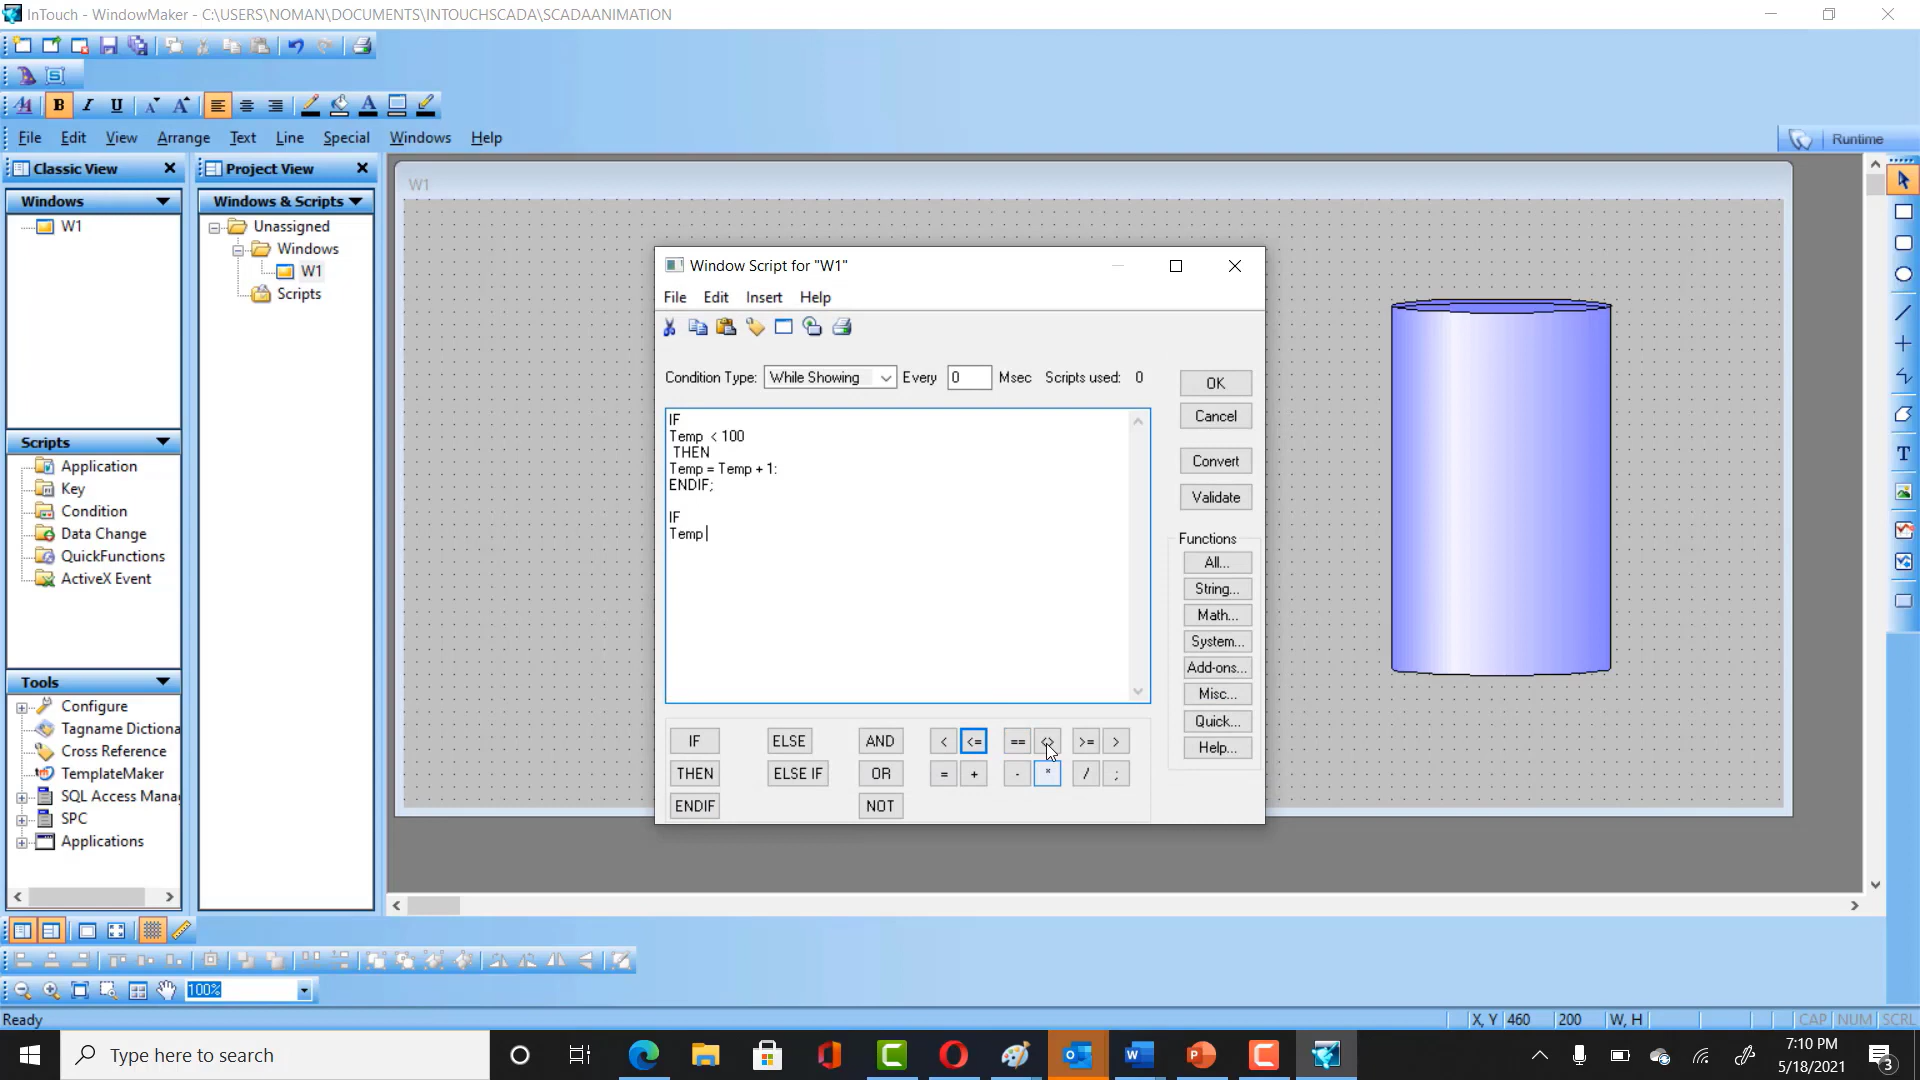 InTouch - WindowMaker - C:\USERS\NOMAN\DOCUMENTS\INTOUCHSCADA\SCADAANIMATION
File Edit View Arrange Text Line Special Windows Help
Runtime
Classic View
Project View
Windows
W1
Windows & Scripts
Unassigned
Windows
W1
Scripts
Scripts
Application
Key
Condition
Data Change
QuickFunctions
ActiveX Event
Tools
Configure
Tagname Dictiona
Cross Reference
TemplateMaker
SQL Access Mana
SPC
Applications
W1
Window Script for "W1"
File Edit Insert Help
Condition Type: While Showing Every 0 Msec Scripts used: 0
IF
Temp < 100
THEN
Temp = Temp + 1:
ENDIF;
IF
Temp
OK
Cancel
Convert
Validate
Functions
All...
String...
Math...
System...
Add-ons...
Misc...
Quick...
Help...
IF ELSE AND < <= == <> >= >
THEN ELSE IF OR = + - * / ;
ENDIF NOT
100%
Ready
X, Y 460 200 W, H CAP NUM SCRL
Type here to search
7:10 PM
5/18/2021
3